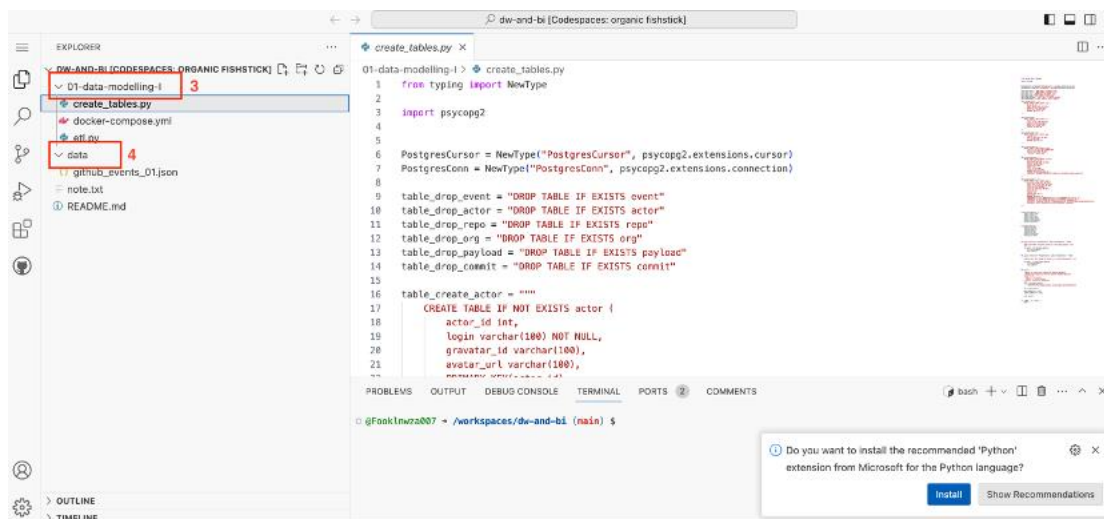 dw-and-bi [Codespaces: organic fishstick]
EXPLORER
DW-AND-BI [CODESPACES: ORGANIC FISHSTICK]
01-data-modelling-I 3
create_tables.py
docker-compose.yml
etl.py
data 4
github_events_01.json
note.txt
README.md
OUTLINE
TIMELINE
create_tables.py
01-data-modelling-I > create_tables.py
1 from typing import NewType
2
3 import psycopg2
4
5
6 PostgresCursor = NewType("PostgresCursor", psycopg2.extensions.cursor)
7 PostgresConn = NewType("PostgresConn", psycopg2.extensions.connection)
8
9 table_drop_event = "DROP TABLE IF EXISTS event"
10 table_drop_actor = "DROP TABLE IF EXISTS actor"
11 table_drop_repo = "DROP TABLE IF EXISTS repo"
12 table_drop_org = "DROP TABLE IF EXISTS org"
13 table_drop_payload = "DROP TABLE IF EXISTS payload"
14 table_drop_commit = "DROP TABLE IF EXISTS commit"
15
16 table_create_actor = """
17 CREATE TABLE IF NOT EXISTS actor (
18 actor_id int,
19 login varchar(100) NOT NULL,
20 gravatar_id varchar(100),
21 avatar_url varchar(100),
PROBLEMS OUTPUT DEBUG CONSOLE TERMINAL PORTS 2 COMMENTS
bash
/workspaces/dw-and-bi (main) $
Do you want to install the recommended 'Python'
extension from Microsoft for the Python language?
Install Show Recommendations